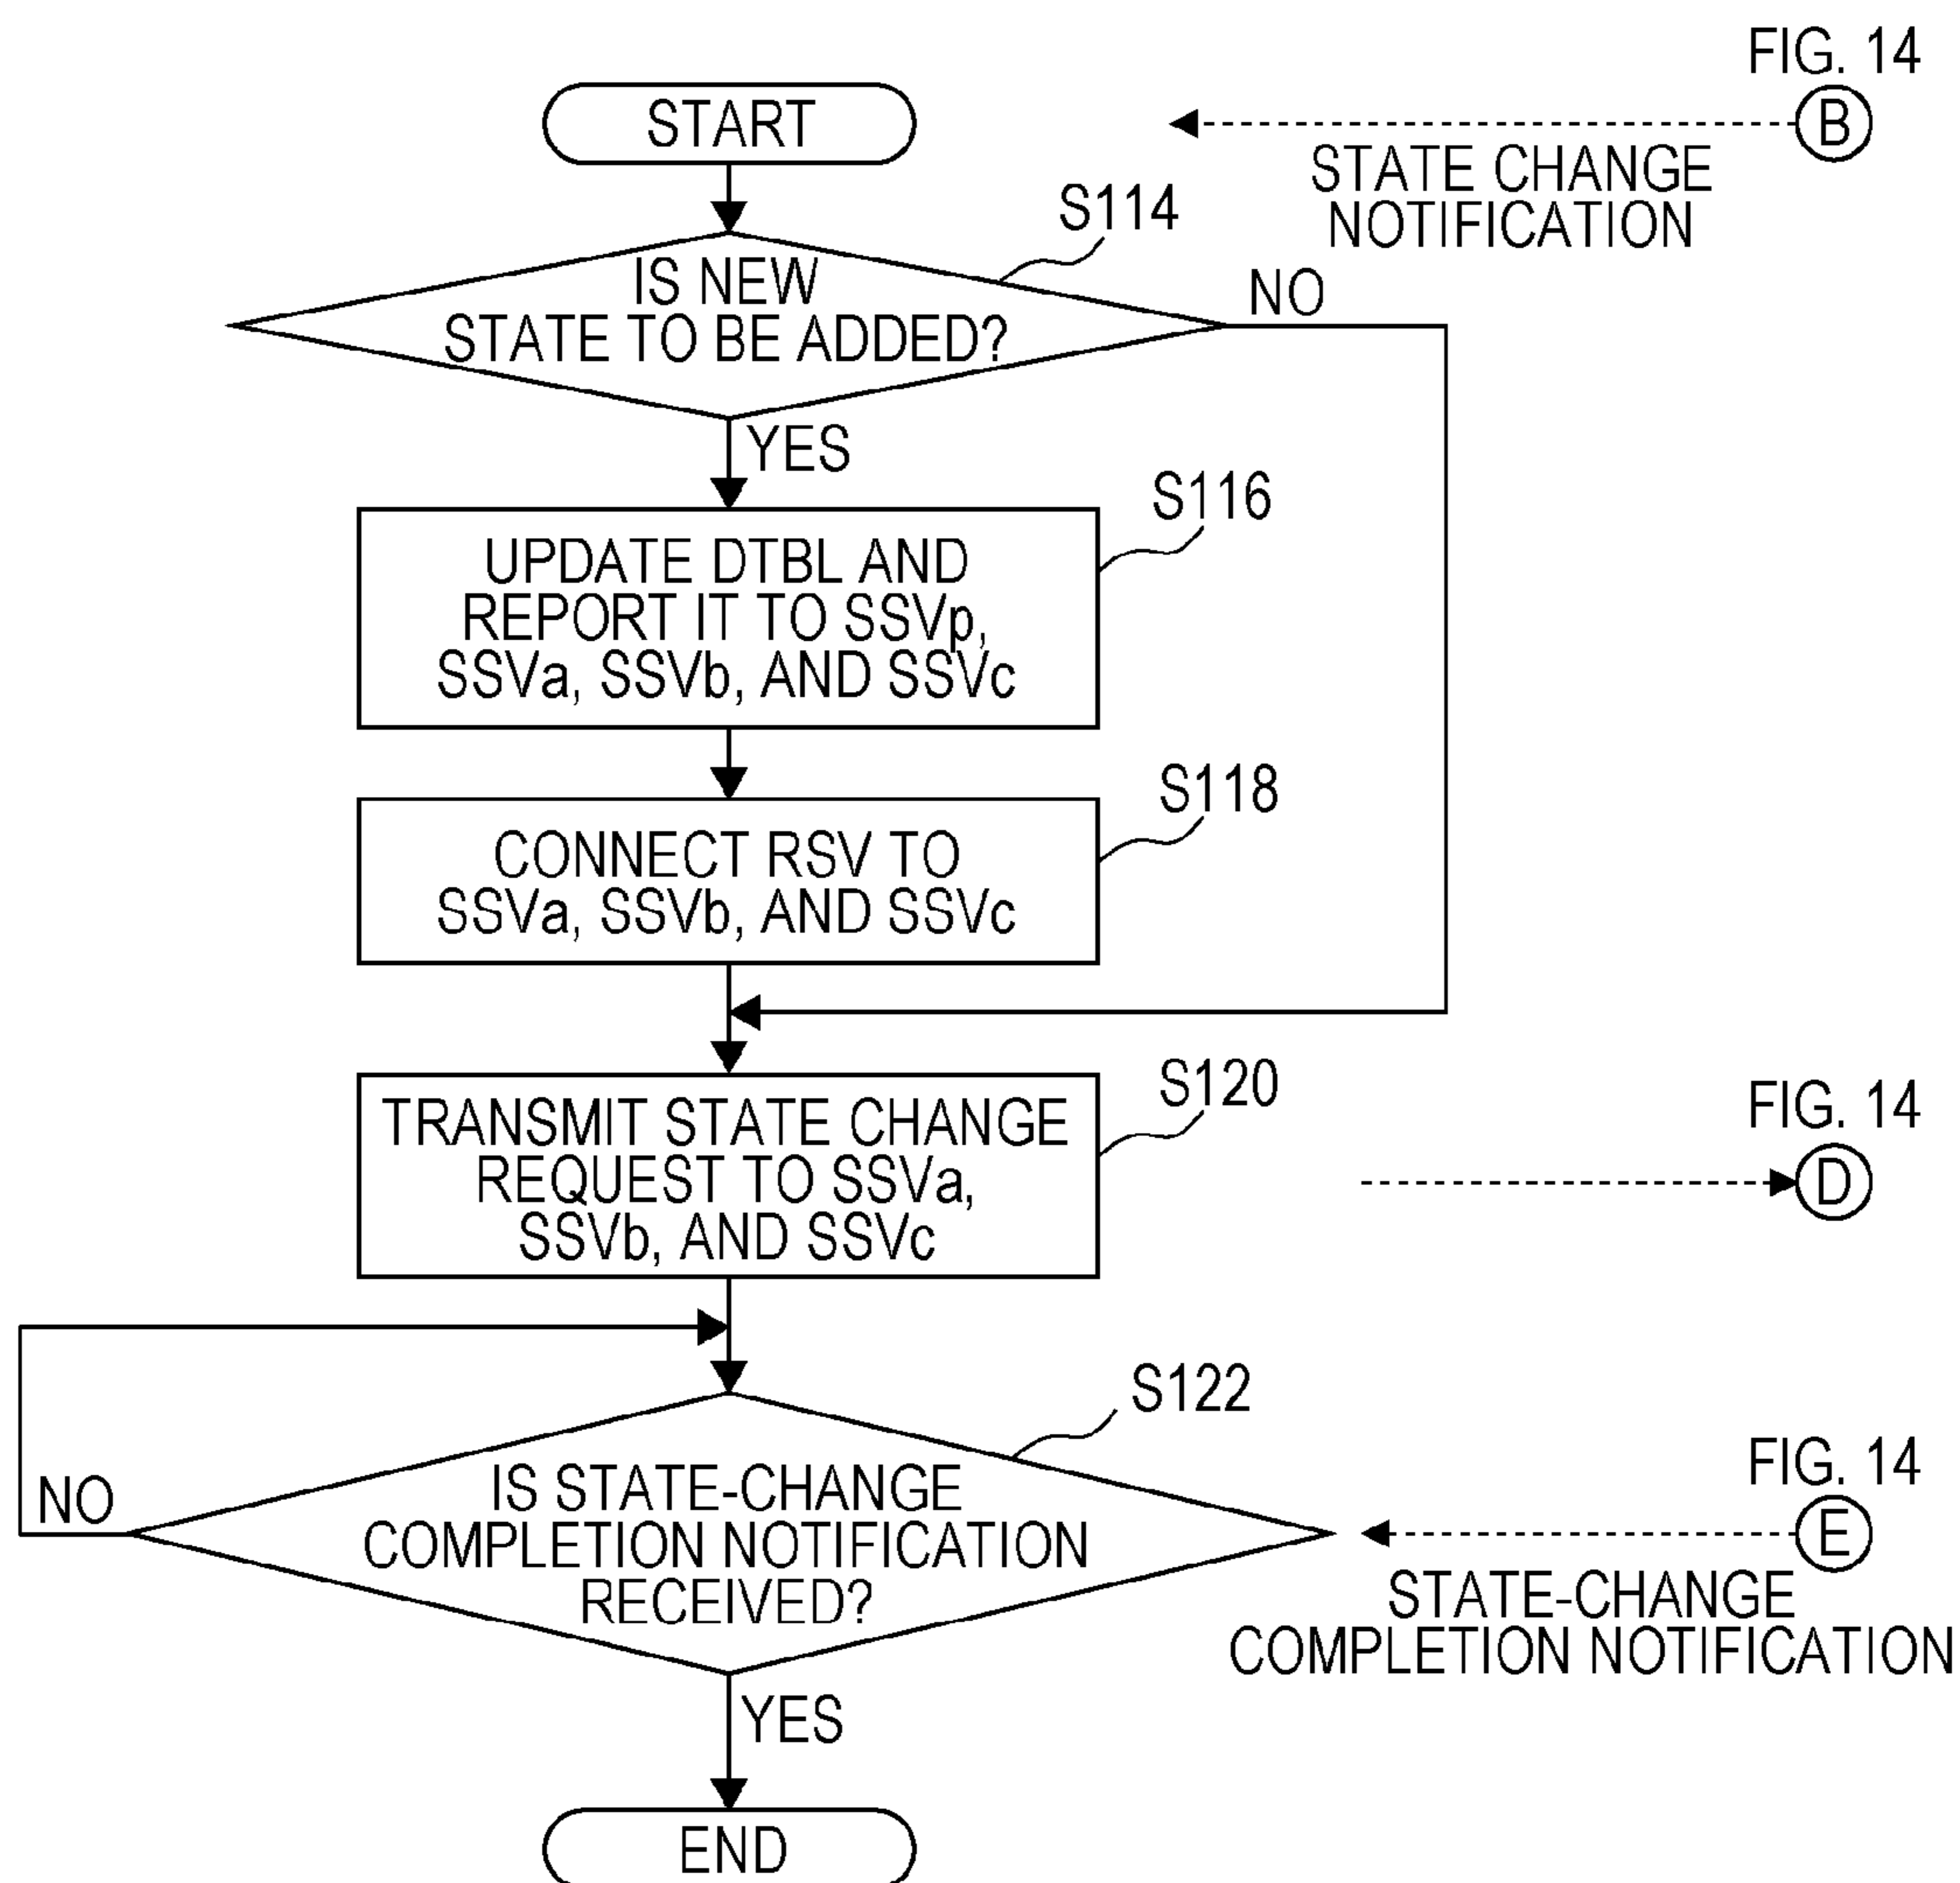 FIG. 14
START
B
STATE CHANGE
NOTIFICATION
S114
IS NEW
STATE TO BE ADDED?
NO
YES
S116
UPDATE DTBL AND
REPORT IT TO SSVp,
SSVa, SSVb, AND SSVc
S118
CONNECT RSV TO
SSVa, SSVb, AND SSVc
S120
TRANSMIT STATE CHANGE
REQUEST TO SSVa,
SSVb, AND SSVc
FIG. 14
D
S122
IS STATE-CHANGE
COMPLETION NOTIFICATION
RECEIVED?
NO
FIG. 14
E
STATE-CHANGE
COMPLETION NOTIFICATION
YES
END